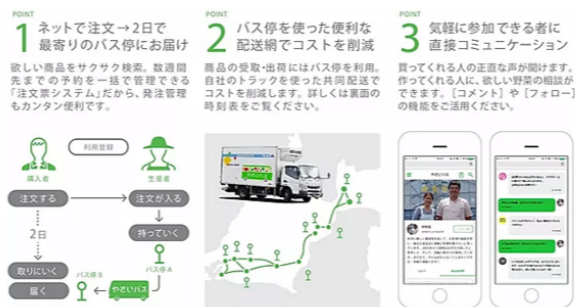 POINT
1
ネットで注文→2日で
最寄りのバス停にお届け
欲しい商品をサクサク検索。数週間
先までの予約を一括で管理できる
「注文票システム」だから、発注管理
もカンタン便利です。
利用登録
購入者
生産者
注文する
注文が入る
2日
持っていく
取りにいく
届く
バス停B
バス停A
やさいバス
POINT
2
バス停を使った便利な
配送網でコストを削減
商品の受取・出荷にはバス停を利用。
自社のトラックを使った共同配送で
コストを削減します。詳しくは裏面の
時刻表をご覧ください。
POINT
3
気軽に参加できる者に
直接コミュニケーション
買ってくれる人の正直な声が聞けます。
作ってくれる人に、欲しい野菜の相談が
できます。[コメント]や[フォロー]
の機能をご活用ください。
やさいバス